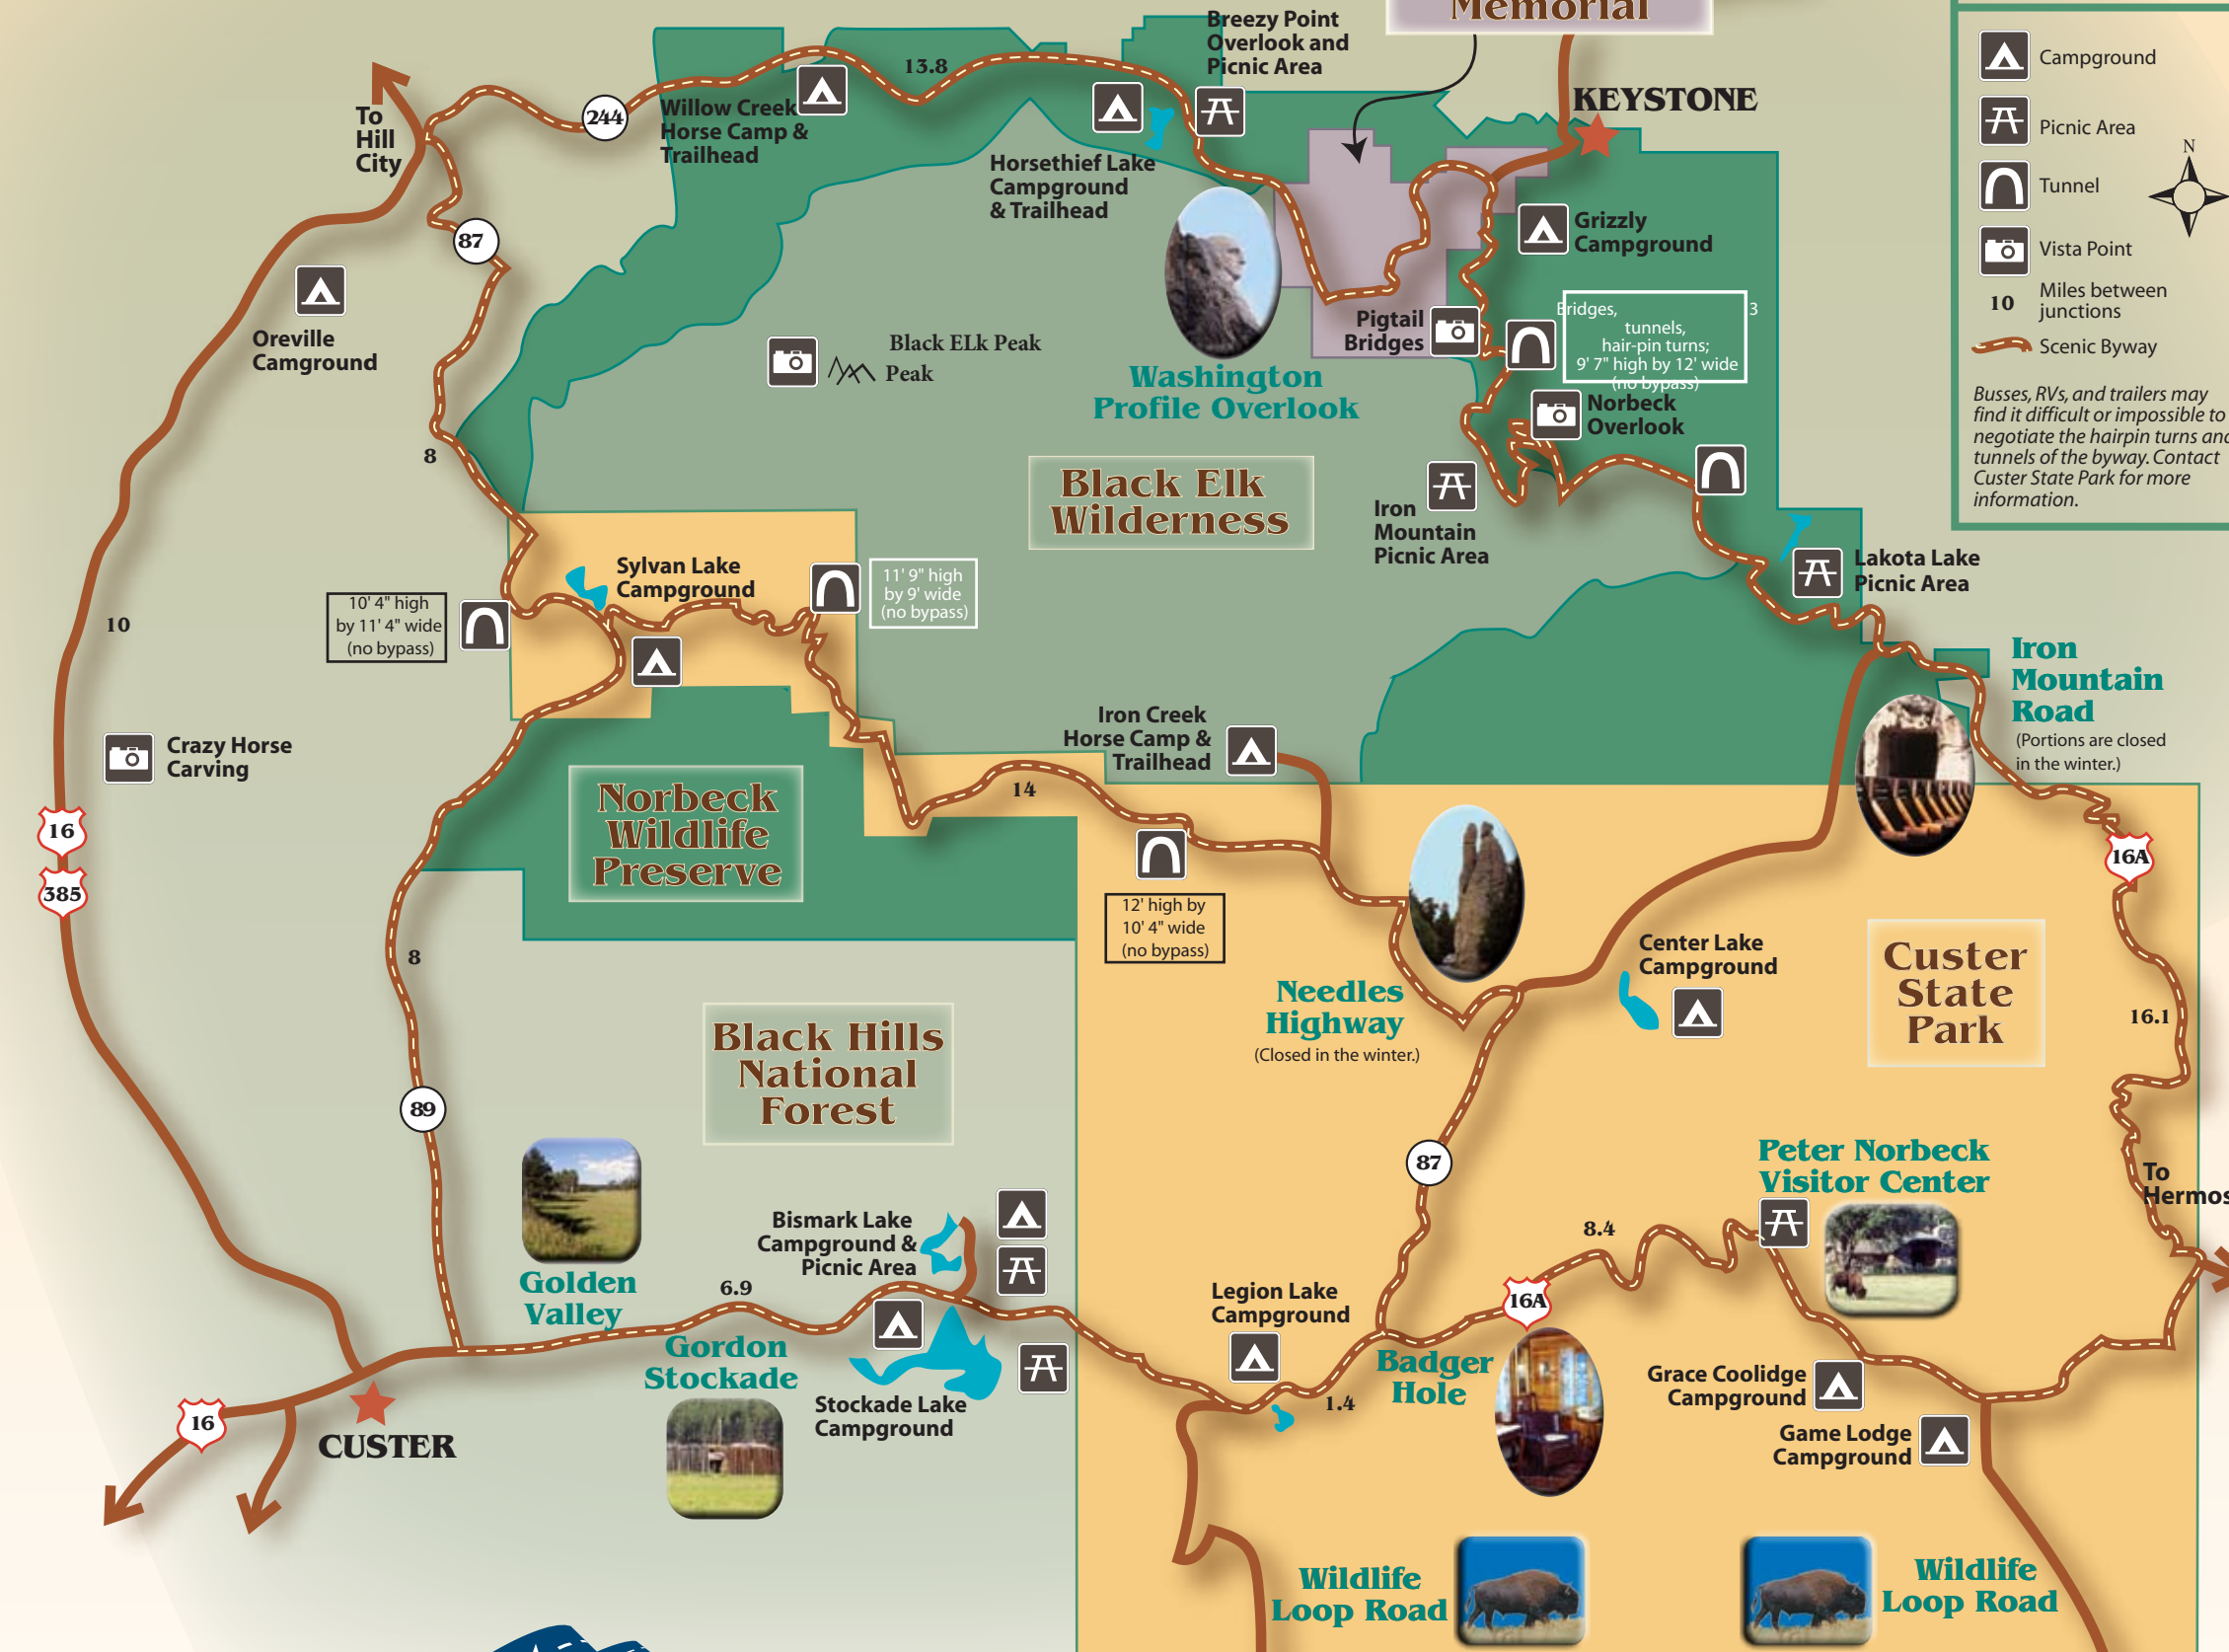 Memorial
Breezy Point
Overlook and
Picnic Area
KEYSTONE
Campground
Picnic Area
Tunnel
N
Vista Point
10
Miles between
junctions
Scenic Byway
Busses, RVs, and trailers may
find it difficult or impossible to
negotiate the hairpin turns and
tunnels of the byway. Contact
Custer State Park for more
information.
To
Hill
City
244
13.8
Willow Creek
Horse Camp &
Trailhead
Horsethief Lake
Campground
& Trailhead
87
Grizzly
Campground
Oreville
Camground
Black ELk Peak
Peak
Pigtail
Bridges
Bridges, 3
tunnels,
hair-pin turns;
9' 7" high by 12' wide
(no bypass)
Washington
Profile Overlook
Norbeck
Overlook
8
Black Elk
Wilderness
Iron
Mountain
Picnic Area
Sylvan Lake
Campground
11' 9" high
by 9' wide
(no bypass)
Lakota Lake
Picnic Area
10' 4" high
by 11' 4" wide
(no bypass)
10
Iron
Mountain
Road
(Portions are closed
in the winter.)
Iron Creek
Horse Camp &
Trailhead
Crazy Horse
Carving
14
Norbeck
Wildlife
Preserve
16
385
16A
12' high by
10' 4" wide
(no bypass)
8
Center Lake
Campground
Custer
State
Park
Needles
Highway
(Closed in the winter.)
16.1
Black Hills
National
Forest
89
87
Peter Norbeck
Visitor Center
To
Hermos
Bismark Lake
Campground &
Picnic Area
8.4
Golden
Valley
6.9
Legion Lake
Campground
16A
Gordon
Stockade
Badger
Hole
Grace Coolidge
Campground
1.4
Stockade Lake
Campground
16
CUSTER
Game Lodge
Campground
Wildlife
Loop Road
Wildlife
Loop Road